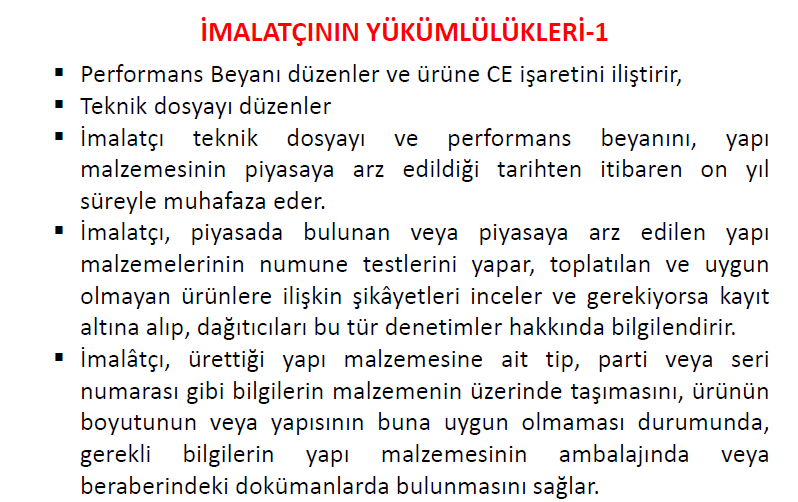 İMALATÇININ YÜKÜMLÜLÜKLERİ-1
▪ Performans Beyanı düzenler ve ürüne CE işaretini iliştirir,
▪ Teknik dosyayı düzenler
▪ İmalatçı teknik dosyayı ve performans beyanını, yapı
malzemesinin piyasaya arz edildiği tarihten itibaren on yıl
süreyle muhafaza eder.
▪ İmalatçı, piyasada bulunan veya piyasaya arz edilen yapı
malzemelerinin numune testlerini yapar, toplatılan ve uygun
olmayan ürünlere ilişkin şikâyetleri inceler ve gerekiyorsa kayıt
altına alıp, dağıtıcıları bu tür denetimler hakkında bilgilendirir.
▪ İmalâtçı, ürettiği yapı malzemesine ait tip, parti veya seri
numarası gibi bilgilerin malzemenin üzerinde taşımasını, ürünün
boyutunun veya yapısının buna uygun olmaması durumunda,
gerekli bilgilerin yapı malzemesinin ambalajında veya
beraberindeki dokümanlarda bulunmasını sağlar.